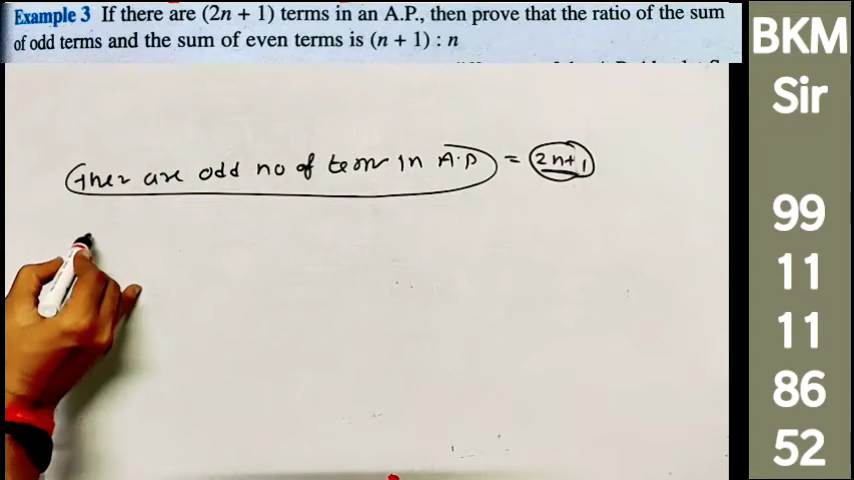 Example 3 If there are (2n + 1) terms in an A.P., then prove that the ratio of the sum
of odd terms and the sum of even terms is (n + 1) : n
ther are odd no of term in A.P = 2n+1
BKM
Sir
99
11
11
86
52